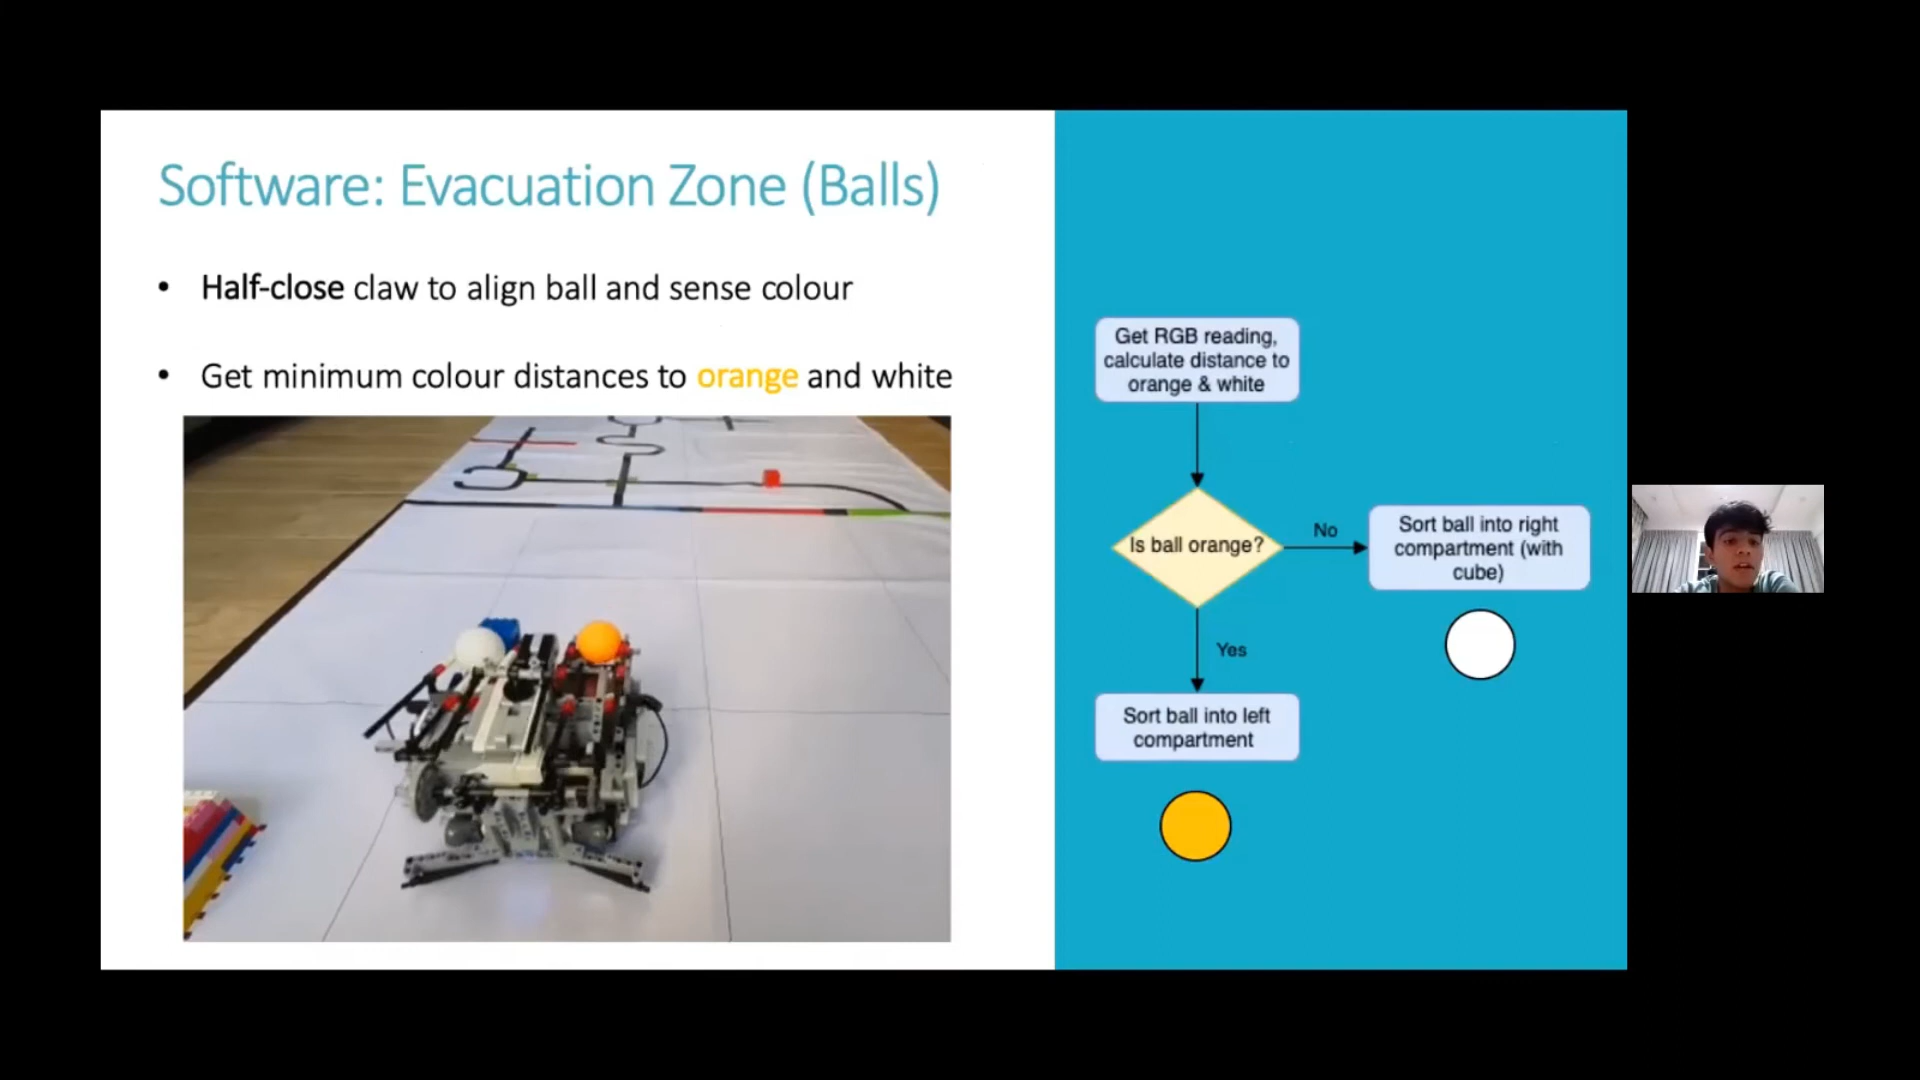 Software: Evacuation Zone (Balls)
• Half-close claw to align ball and sense colour
• Get minimum colour distances to orange and white
Get RGB reading,
calculate distance to
orange & white
Is ball orange?
No
Sort ball into right
compartment (with
cube)
Yes
Sort ball into left
compartment